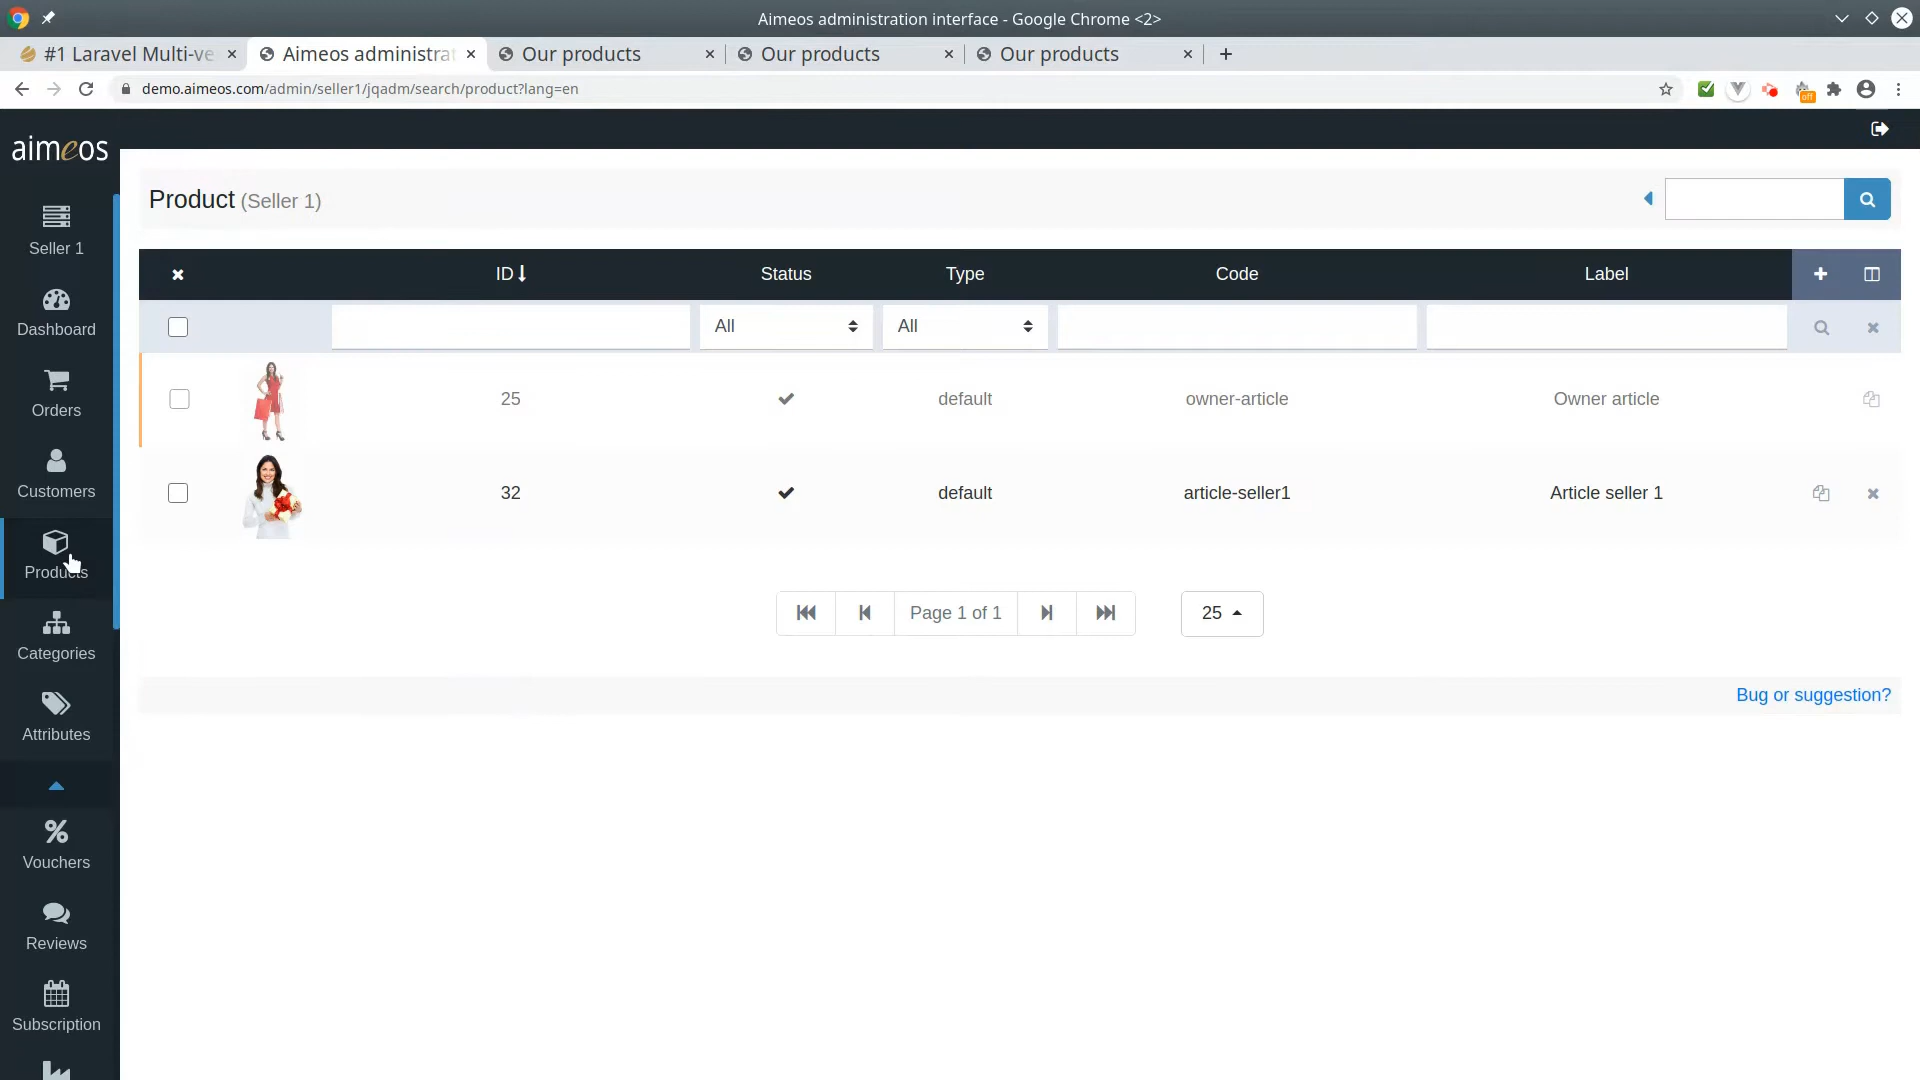 Aimeos administration interface - Google Chrome <2>
#1 Laravel Multi-ve
Aimeos administrat
Our products
Our products
Our products
demo.aimeos.com/admin/seller1/jqadm/search/product?lang=en
off
aimeos
Seller 1
Dashboard
Orders
Customers
Products
Categories
Attributes
Vouchers
Reviews
Subscription
Product (Seller 1)
ID Status Type Code Label
All All
25 default owner-article Owner article
32 default article-seller1 Article seller 1
Page 1 of 1 25
Bug or suggestion?